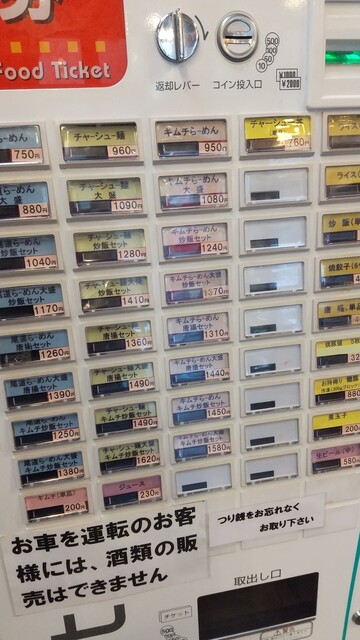 Food Ticket
返却レバー
コイン投入口
500
100
50
10
¥1000
¥2000
らーめん
750円
チャーシュー麺
960円
キムチらーめん
950円
760円
大盛
880円
チャーシュー麺
大盛
1090円
キムチらーめん
大盛
1080円
ライス
尾道らーめん
炒飯セット
1040円
チャーシュー麺
炒飯セット
1280円
キムチらーめん
炒飯セット
1240円
炒飯セット
1170円
チャーシュー麺大盛
炒飯セット
1410円
キムチらーめん大盛
炒飯セット
1370円
尾道らーめん
唐揚セット
1260円
チャーシュー麺
唐揚セット
1360円
キムチらーめん
唐揚セット
1310円
尾道らーめん大盛
唐揚セット
1390円
チャーシュー麺大盛
唐揚セット
1490円
キムチらーめん大盛
唐揚セット
1440円
尾道らーめん
キムチ炒飯セット
1250円
チャーシュー麺
キムチ炒飯セット
1490円
キムチらーめん
キムチ炒飯セット
1450円
煮玉子
200
尾道らーめん大盛
キムチ炒飯セット
1380円
チャーシュー麺大盛
キムチ炒飯セット
1620円
キムチらーめん大盛
キムチ炒飯セット
1580円
生ビール(中)
580
キムチ(単品)
200円
ジュース
230円
お車を運転のお客
様には、酒類の販
売はできません
つり銭をお忘れなく
お取り下さい
取出し口
チケット